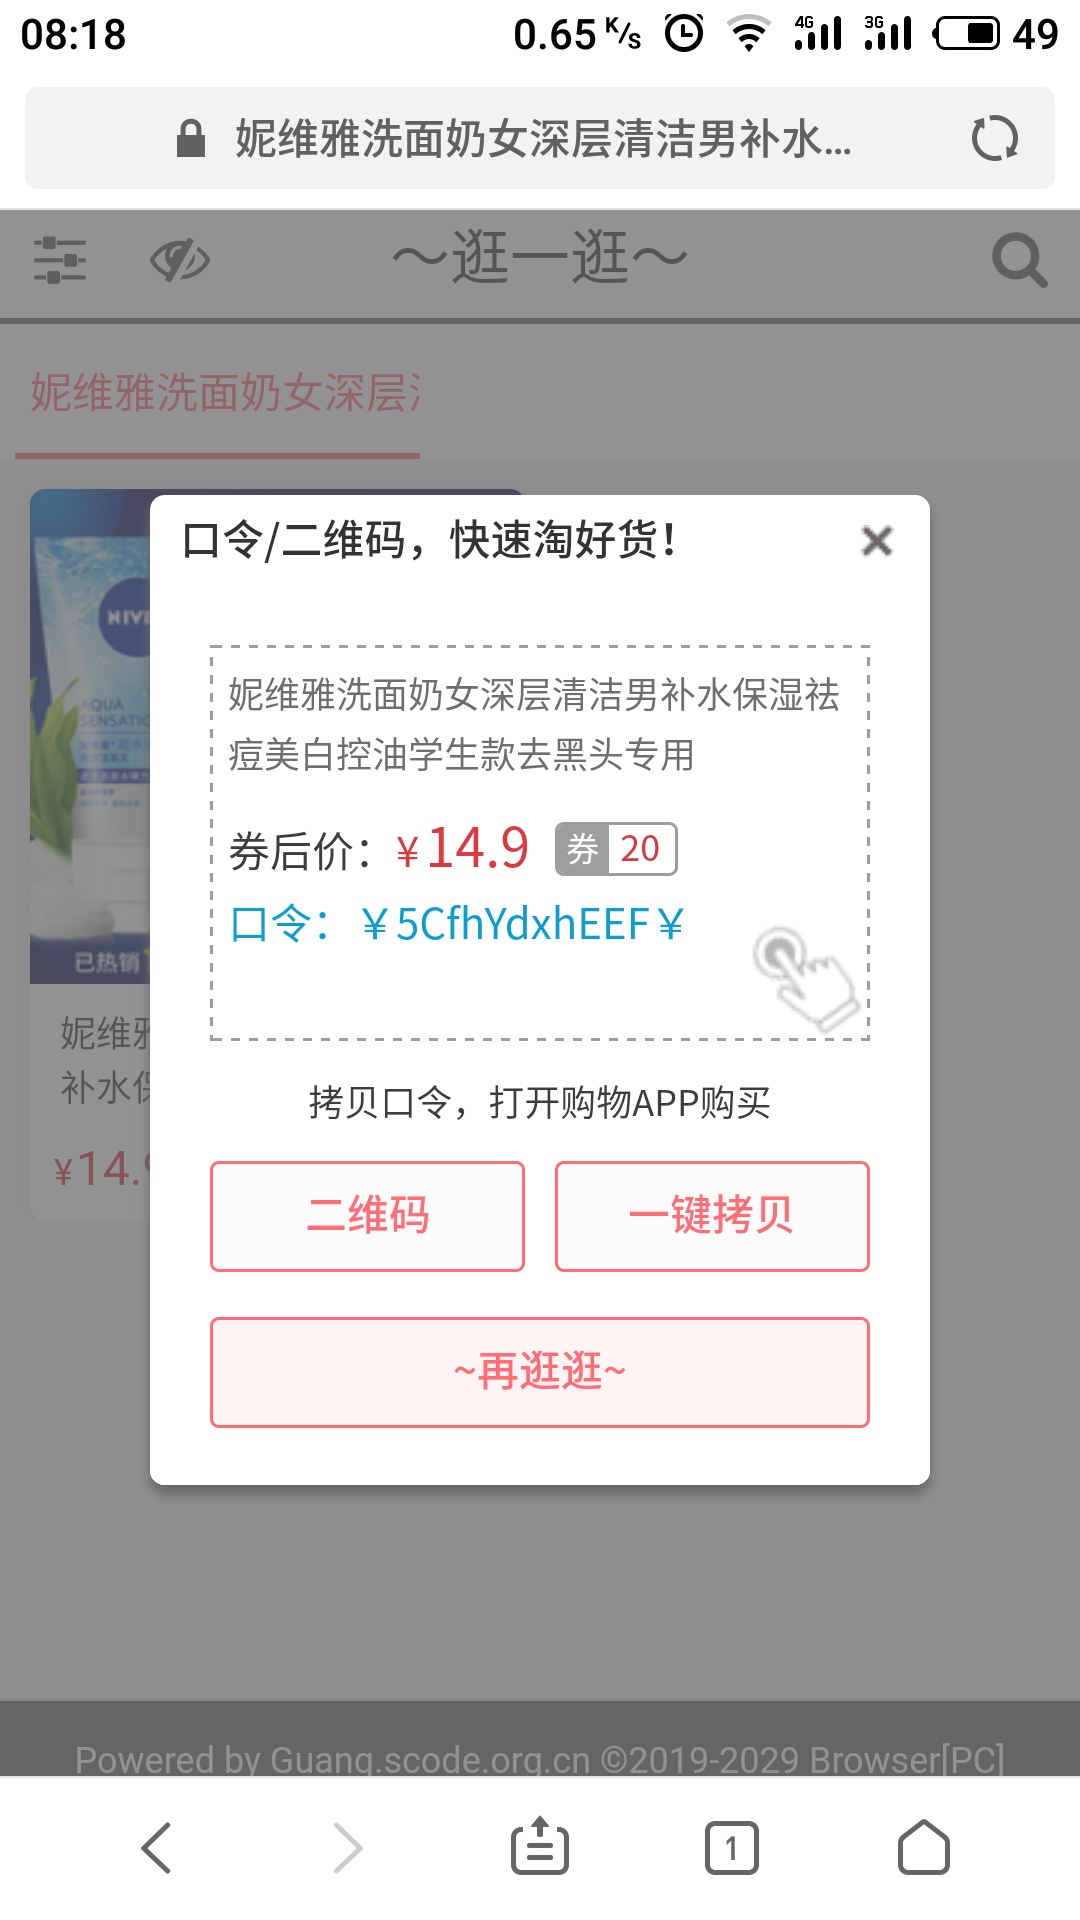 08:18
0.65 K/s
4G
3G
49
妮维雅洗面奶女深层清洁男补水...
～逛一逛～
妮维雅洗面奶女深层
口令/二维码，快速淘好货！
妮维雅洗面奶女深层清洁男补水保湿祛
痘美白控油学生款去黑头专用
券后价：¥14.9 券 20
口令：￥5CfhYdxhEEF￥
拷贝口令，打开购物APP购买
二维码
一键拷贝
~再逛逛~
NIVE
AQUA
SENSATIO
已热销
妮维雅
补水保
¥14.9
Powered by Guang.scode.org.cn ©2019-2029 Browser[PC]
1